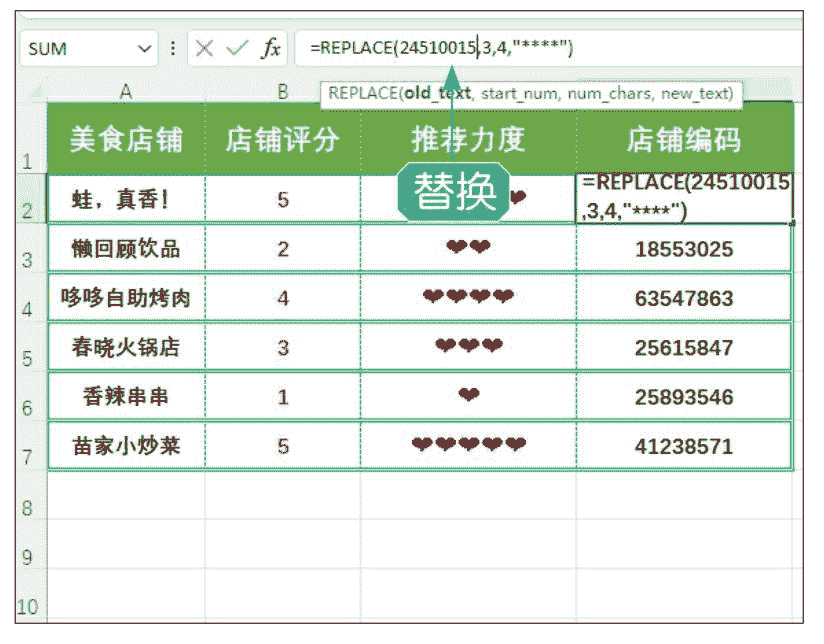 SUM
fx
=REPLACE(24510015,3,4,"****")
A B
REPLACE(old_text, start_num, num_chars, new_text)
1 美食店铺 店铺评分 推荐力度 店铺编码
替换
2 蛙，真香！ 5 ❤ =REPLACE(24510015
,3,4,"****")
3 懒回顾饮品 2 ❤❤ 18553025
4 哆哆自助烤肉 4 ❤❤❤❤ 63547863
5 春晓火锅店 3 ❤❤❤ 25615847
6 香辣串串 1 ❤ 25893546
7 苗家小炒菜 5 ❤❤❤❤❤ 41238571
8
9
10